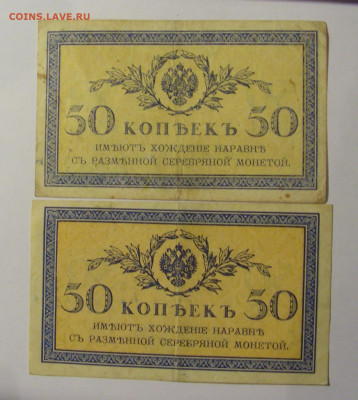 COINS.LAVE.RU
50 КОПѢЕКЪ 50
ИМѢЮТЪ ХОЖДЕНІЕ НАРАВНѢ
СЪ РАЗМѢННОЙ СЕРЕБРЯНОЙ МОНЕТОЙ.
50 КОПѢЕКЪ 50
ИМѢЮТЪ ХОЖДЕНІЕ НАРАВНѢ
СЪ РАЗМѢННОЙ СЕРЕБРЯНОЙ МОНЕТОЙ.